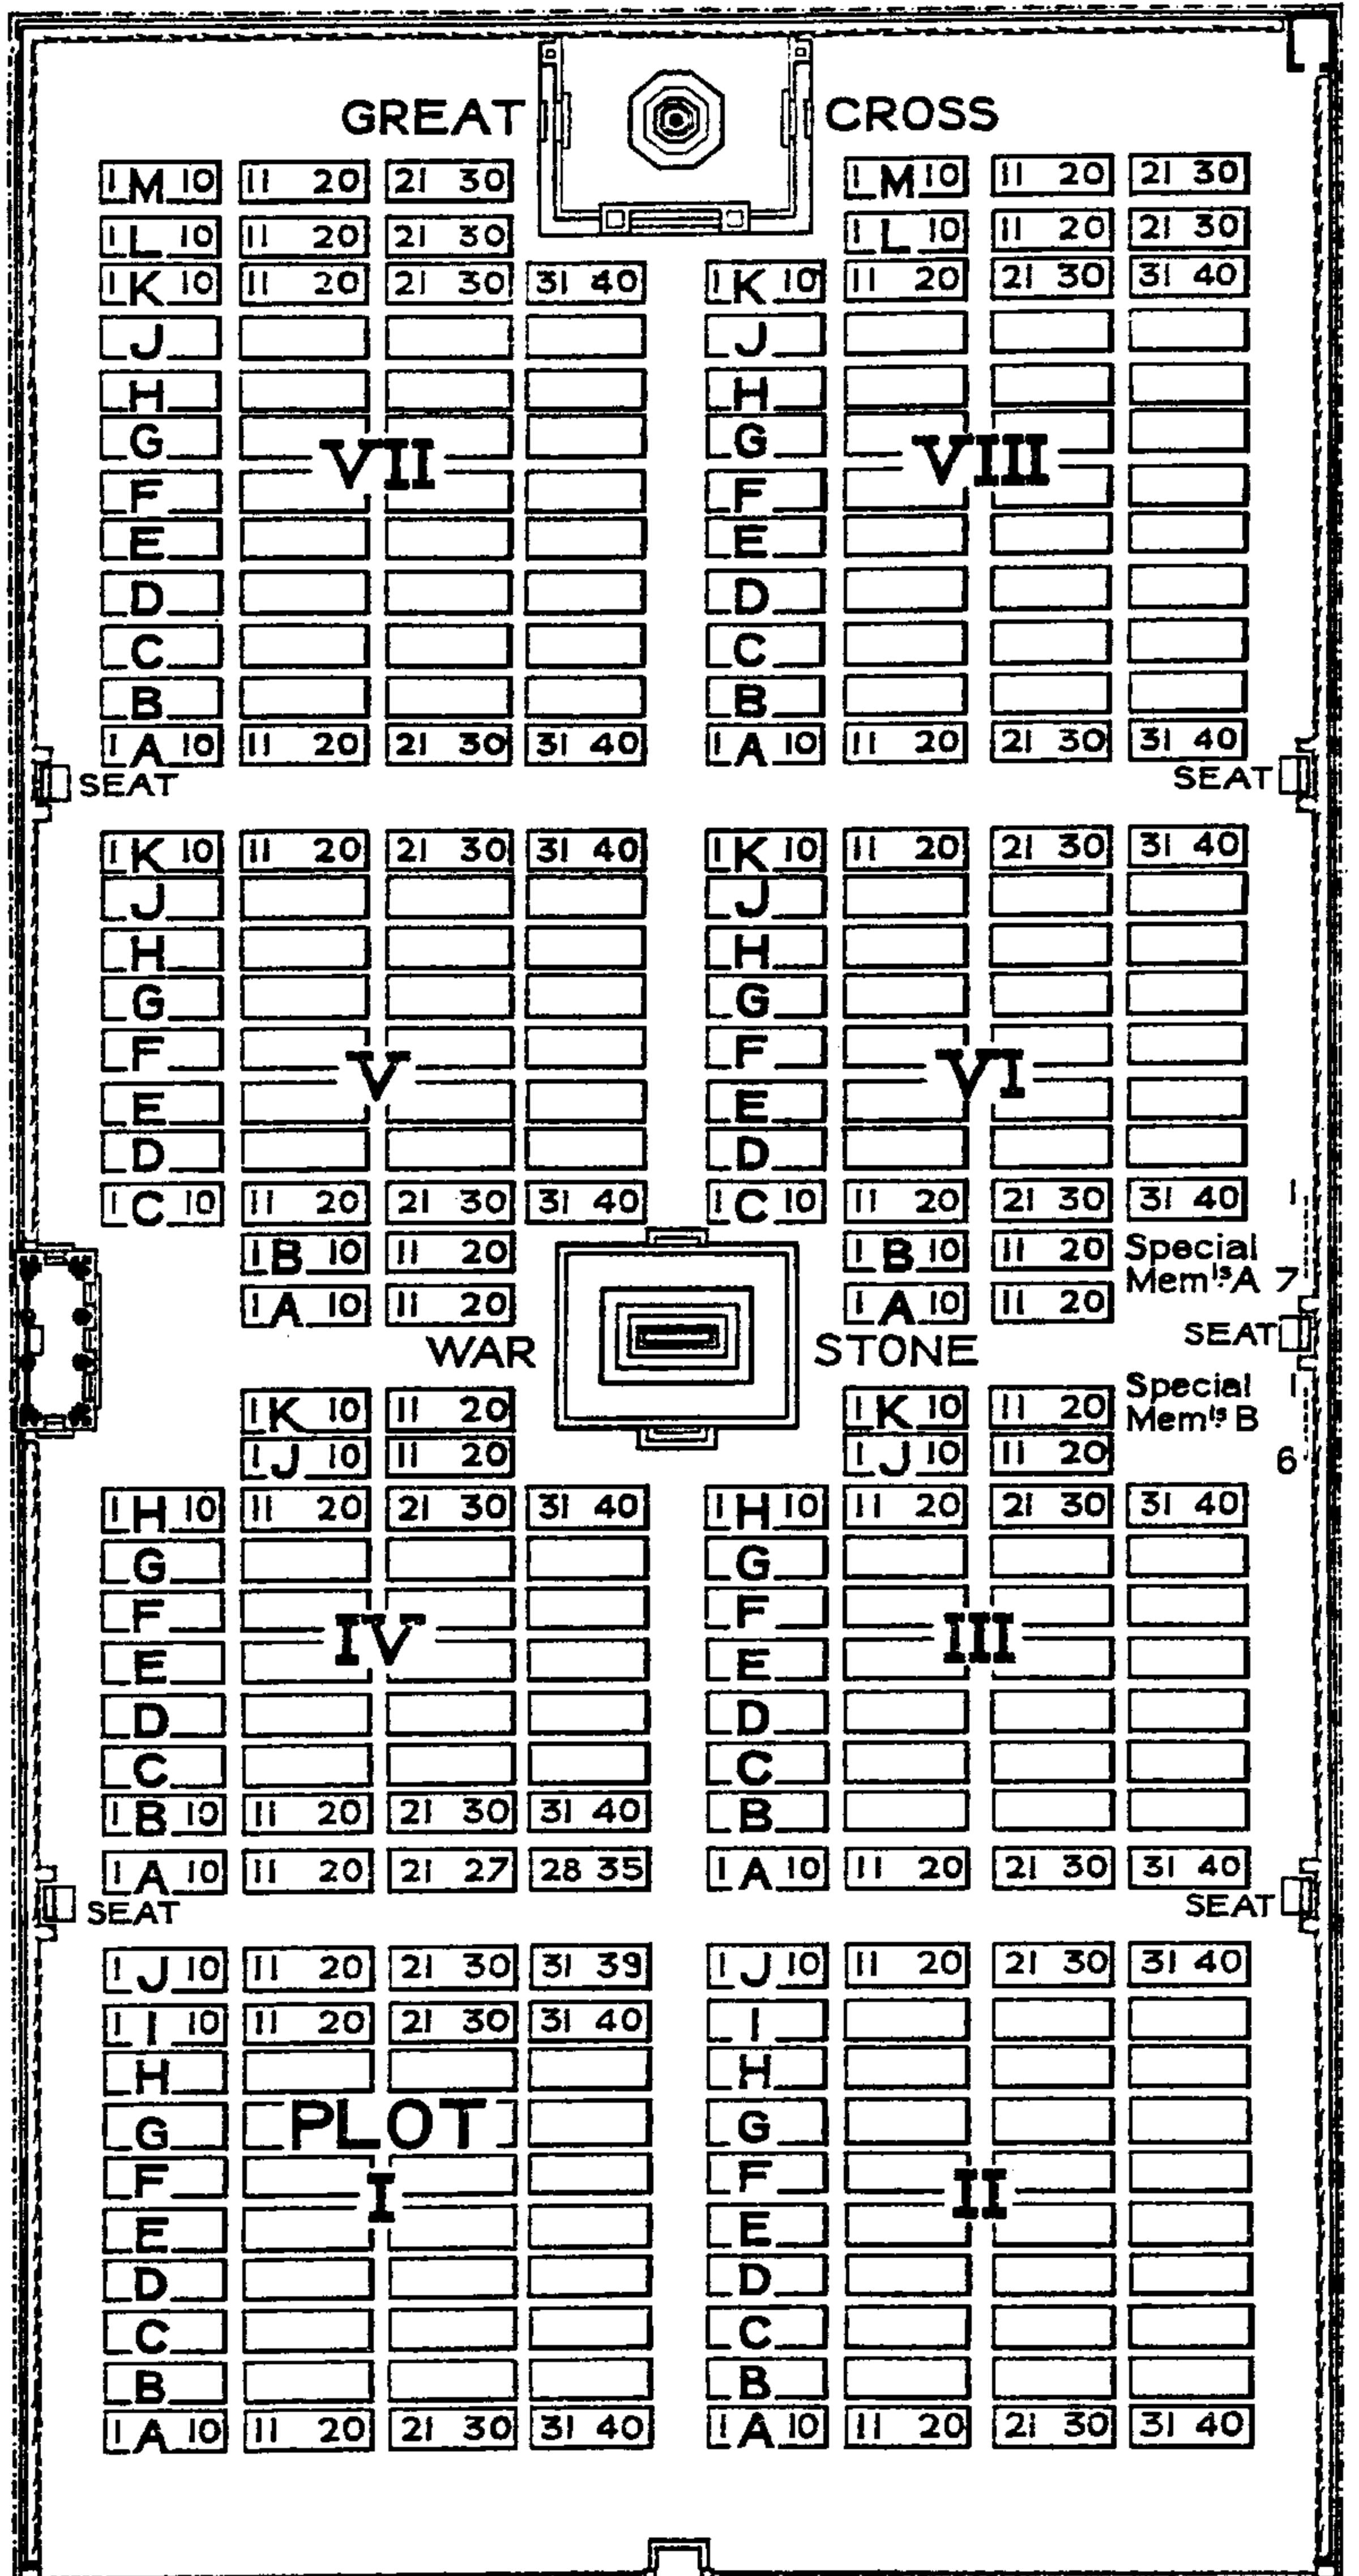 GREAT CROSS
1 M 10 11 20 21 30 1 M 10 11 20 21 30
1 L 10 11 20 21 30 1 L 10 11 20 21 30
1 K 10 11 20 21 30 31 40 1 K 10 11 20 21 30 31 40
J J
H H
G G
VII VIII
F F
E E
D D
C C
B B
1 A 10 11 20 21 30 31 40 1 A 10 11 20 21 30 31 40
SEAT SEAT
1 K 10 11 20 21 30 31 40 1 K 10 11 20 21 30 31 40
J J
H H
G G
F F
V VI
E E
D D
1 C 10 11 20 21 30 31 40 1 C 10 11 20 21 30 31 40 1
1 B 10 11 20 1 B 10 11 20 Special
Memls A 7
1 A 10 11 20 1 A 10 11 20
WAR STONE SEAT
Special 1
1 K 10 11 20 1 K 10 11 20 Memls B
1 J 10 11 20 1 J 10 11 20 6
1 H 10 11 20 21 30 31 40 1 H 10 11 20 21 30 31 40
G G
F F
IV III
E E
D D
C C
1 B 10 11 20 21 30 31 40 B
1 A 10 11 20 21 27 28 35 1 A 10 11 20 21 30 31 40
SEAT SEAT
1 J 10 11 20 21 30 31 39 1 J 10 11 20 21 30 31 40
1 I 10 11 20 21 30 31 40 I
H H
G PLOT G
F F
I II
E E
D D
C C
B B
1 A 10 11 20 21 30 31 40 1 A 10 11 20 21 30 31 40